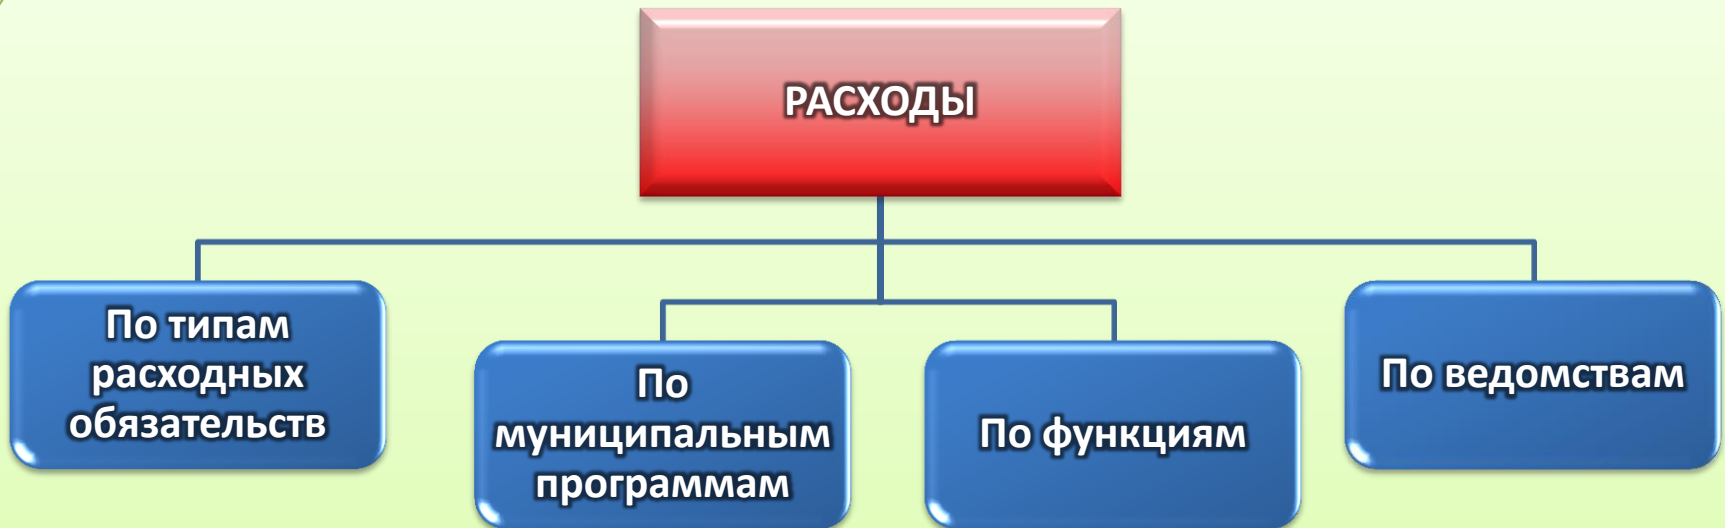 РАСХОДЫ
По типам
расходных
обязательств
По
муниципальным
программам
По функциям
По ведомствам